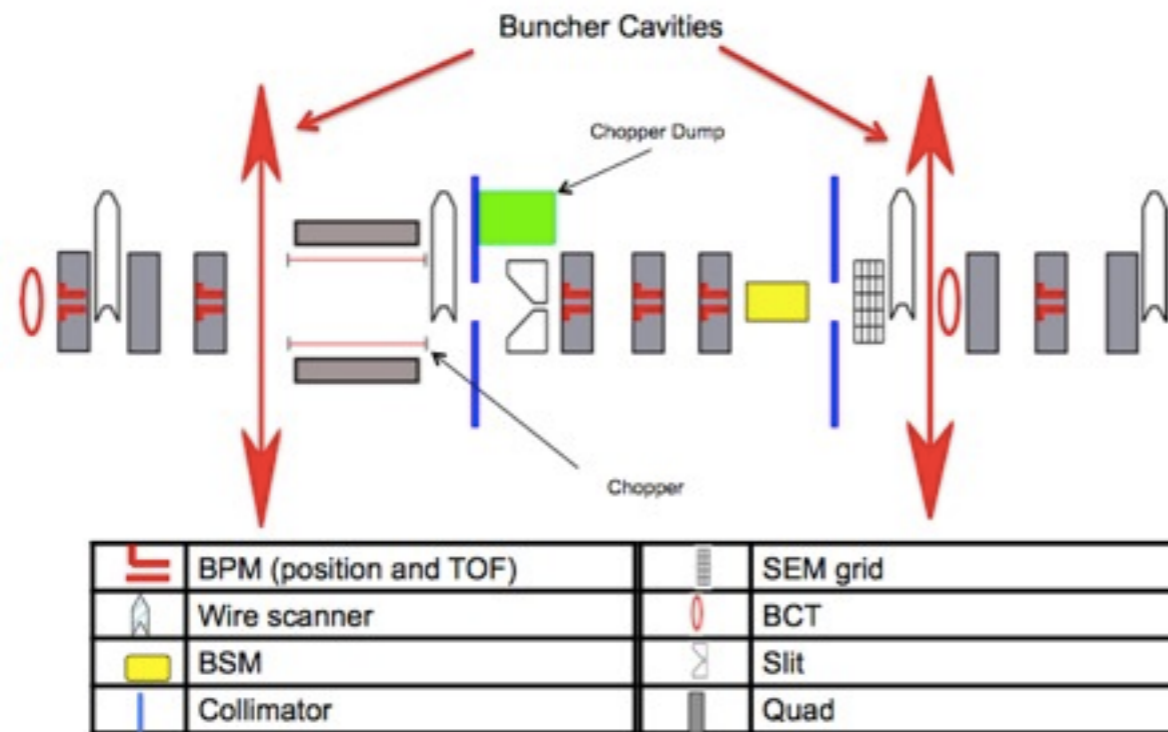 Buncher Cavities
Chopper Dump
Chopper
BPM (position and TOF)
SEM grid
Wire scanner
BCT
BSM
Slit
Collimator
Quad